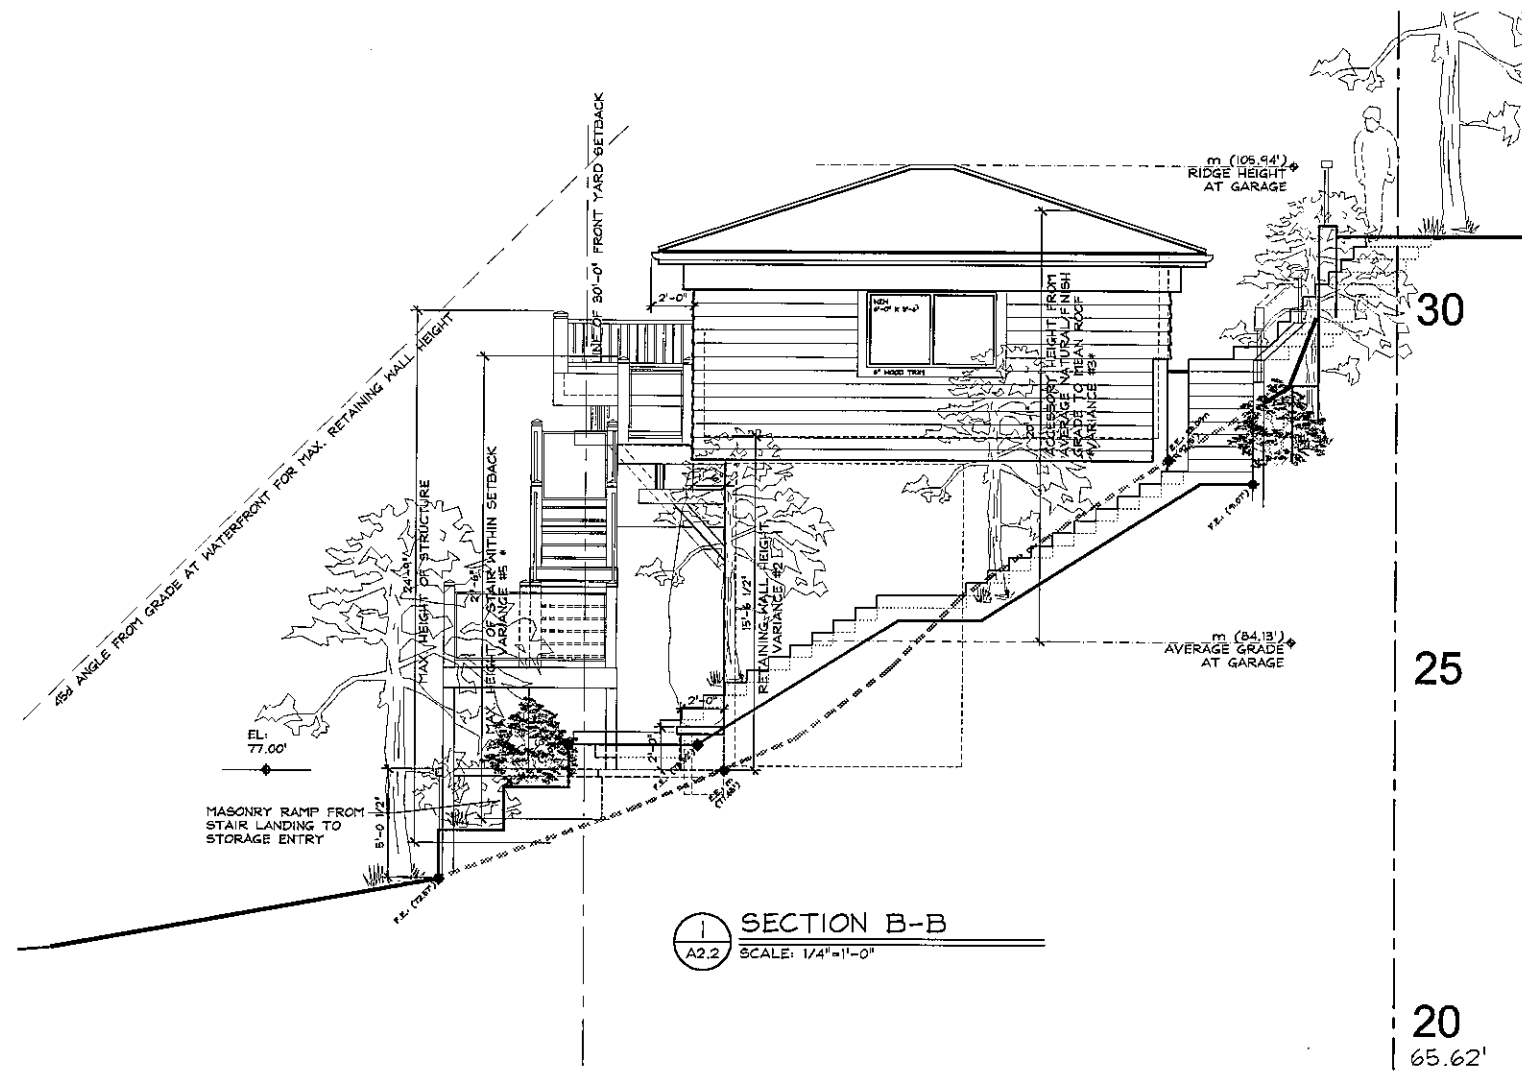 LINE OF 30'-0" FRONT YARD SETBACK
45d ANGLE FROM GRADE AT WATERFRONT FOR MAX. RETAINING WALL HEIGHT
m (105.94')
RIDGE HEIGHT
AT GARAGE
2'-0"
NEW
6" WOOD TRIM
ACCESSORY HEIGHT FROM
AVERAGE NATURAL/FINISH
GRADE TO MEAN ROOF
VARIANCE #3*
30
24'-9"
MAX. HEIGHT OF STRUCTURE
MAX. HEIGHT OF STAIR WITHIN SETBACK
VARIANCE #5 *
15'-6 1/2"
RETAINING WALL HEIGHT
VARIANCE #2
m (84.13')
AVERAGE GRADE
AT GARAGE
25
2'-0"
2'-0"
EL:
77.00'
MASONRY RAMP FROM
STAIR LANDING TO
STORAGE ENTRY
5'-0 1/2"
1
A2.2
SECTION B-B
SCALE: 1/4"=1'-0"
20
65.62'